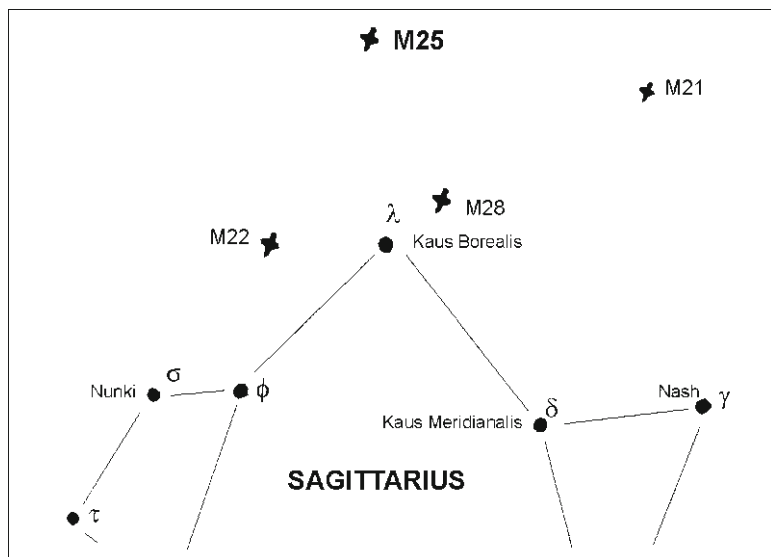 M25
M21
M28
λ
M22
Kaus Borealis
σ
Nunki
φ
Nash
γ
δ
Kaus Meridianalis
SAGITTARIUS
τ